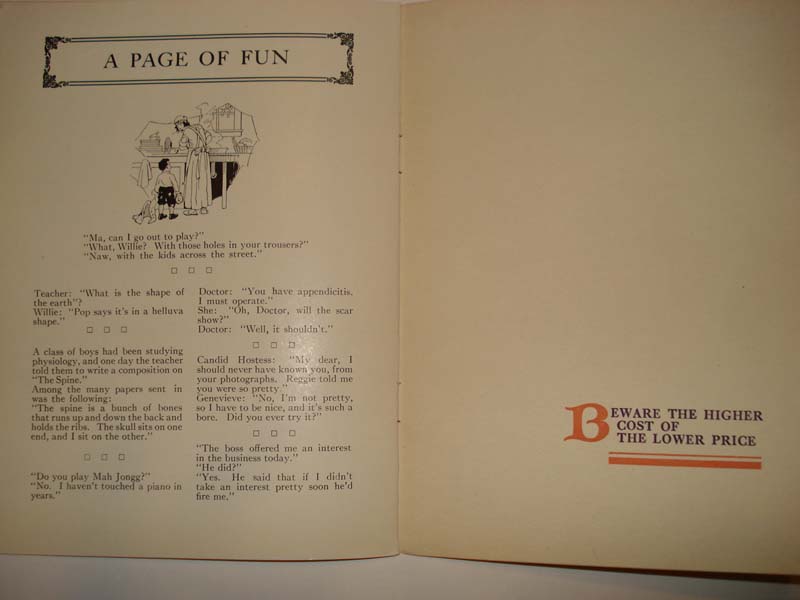 A PAGE OF FUN
"Ma, can I go out to play?"
"What, Willie? With those holes in your trousers?"
"Naw, with the kids across the street."
Teacher: "What is the shape of
the earth"?
Willie: "Pop says it's in a helluva
shape."
A class of boys had been studying
physiology, and one day the teacher
told them to write a composition on
"The Spine."
Among the many papers sent in
was the following:
"The spine is a bunch of bones
that runs up and down the back and
holds the ribs. The skull sits on one
end, and I sit on the other."
"Do you play Mah Jongg?"
"No. I haven't touched a piano in
years."
Doctor: "You have appendicitis.
I must operate."
She: "Oh, Doctor, will the scar
show?"
Doctor: "Well, it shouldn't."
Candid Hostess: "My dear, I
should never have known you, from
your photographs. Reggie told me
you were so pretty."
Genevieve: "No, I'm not pretty,
so I have to be nice, and it's such a
bore. Did you ever try it?"
"The boss offered me an interest
in the business today."
"He did?"
"Yes. He said that if I didn't
take an interest pretty soon he'd
fire me."
BEWARE THE HIGHER
COST OF
THE LOWER PRICE